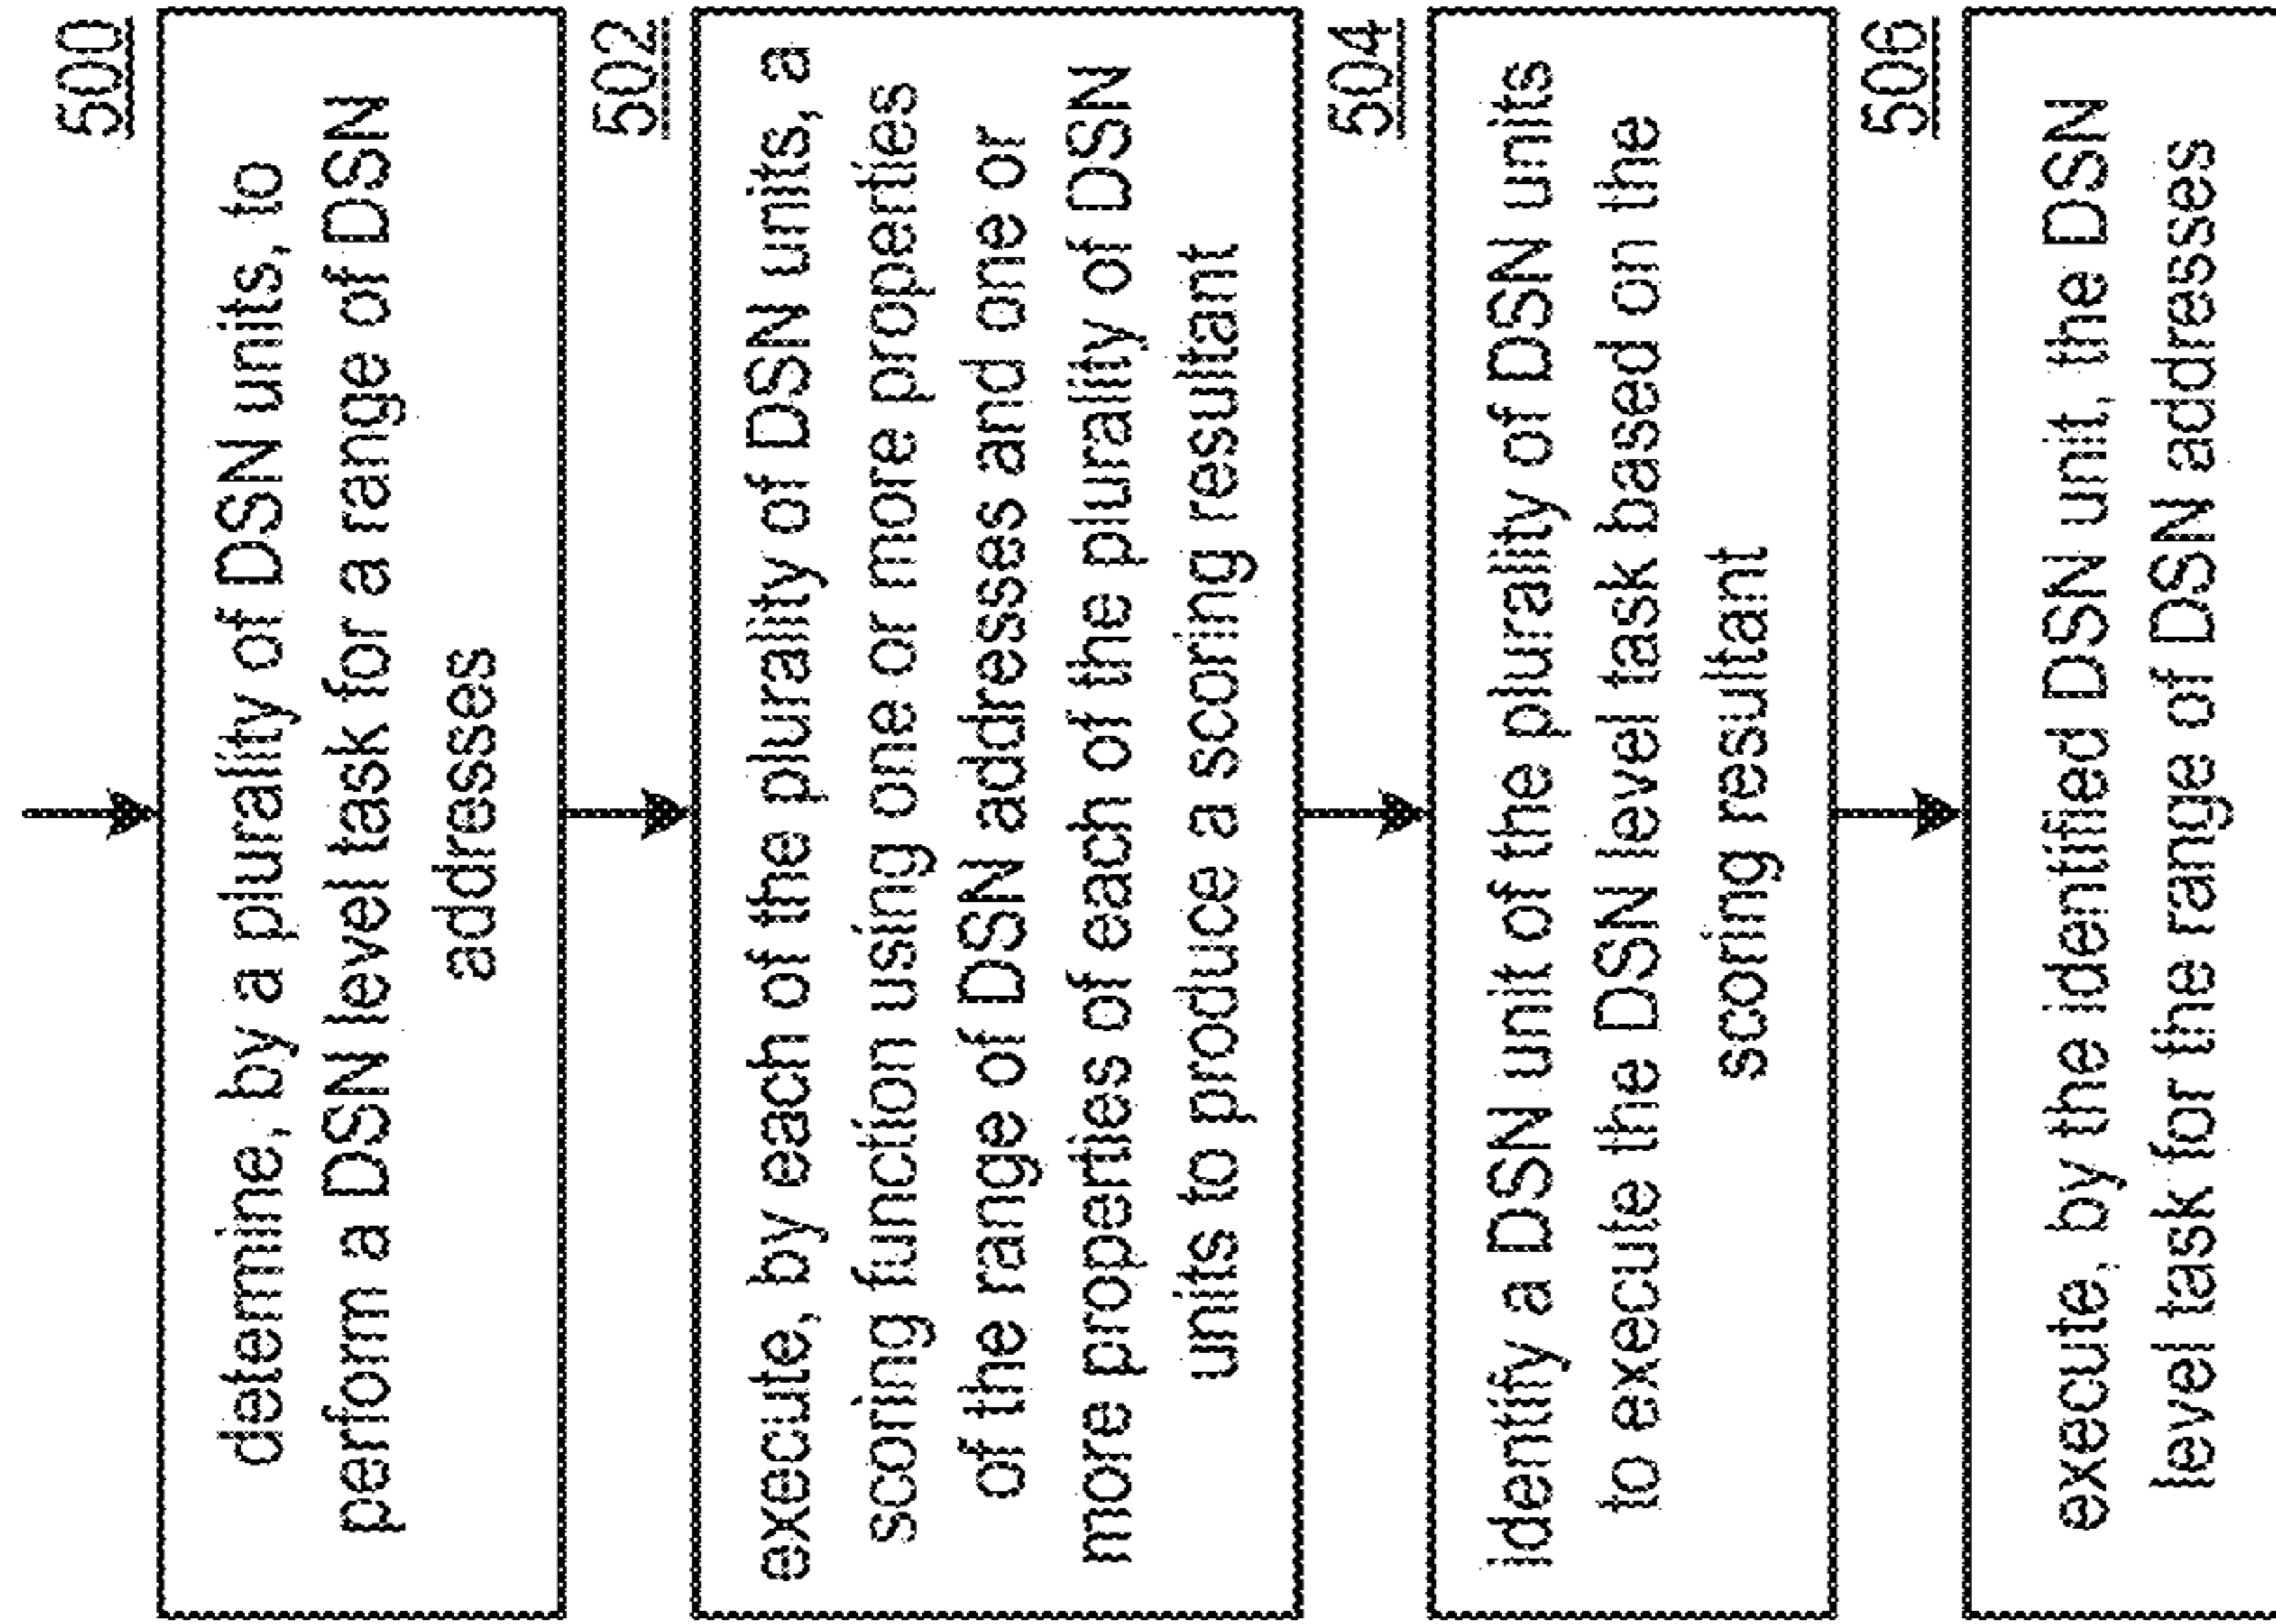 500
determine, by a plurality of DSN units, to
perform a DSN level task for a range of DSN
addresses
502
execute, by each of the plurality of DSN units, a
scoring function using one or more properties
of the range of DSN addresses and one or
more properties of each of the plurality of DSN
units to produce a scoring resultant
504
identify a DSN unit of the plurality of DSN units
to execute the DSN level task based on the
scoring resultant
506
execute, by the identified DSN unit, the DSN
level task for the range of DSN addresses